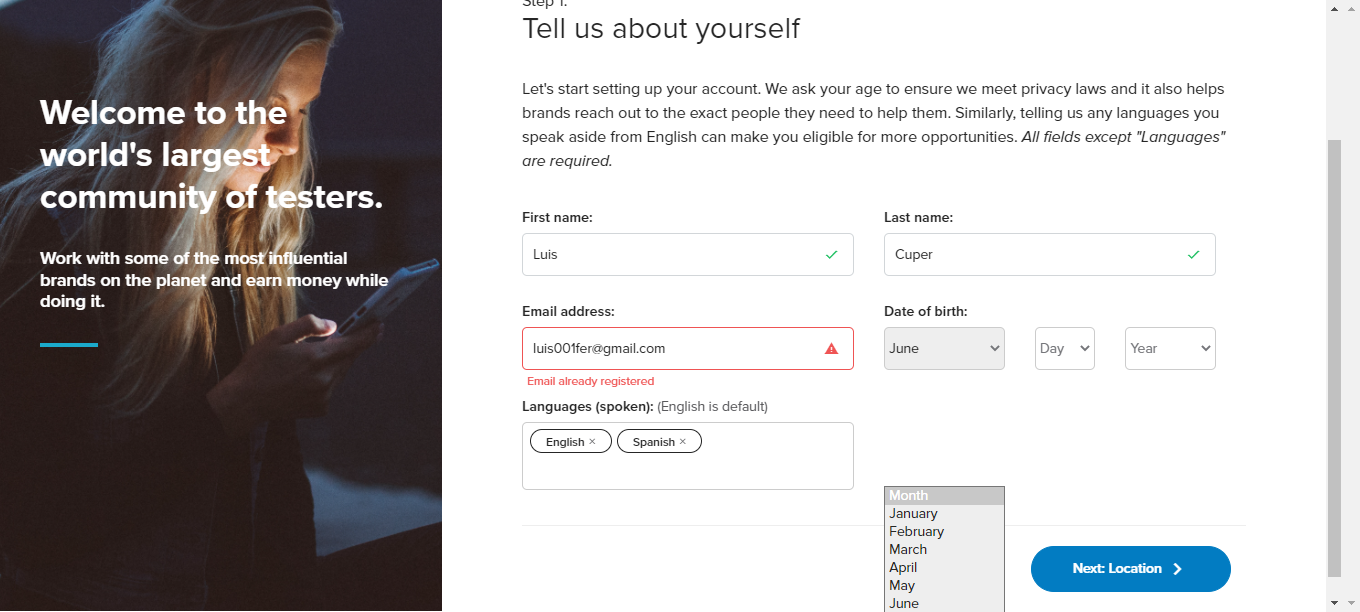 Welcome to the
world's largest
community of testers.
Work with some of the most influential
brands on the planet and earn money while
doing it.
Step 1.
Tell us about yourself
Let's start setting up your account. We ask your age to ensure we meet privacy laws and it also helps
brands reach out to the exact people they need to help them. Similarly, telling us any languages you
speak aside from English can make you eligible for more opportunities. All fields except "Languages"
are required.
First name:
Last name:
Luis
Cuper
Email address:
Date of birth:
luis001fer@gmail.com
June
Day
Year
Email already registered
Languages (spoken): (English is default)
English ×
Spanish ×
Month
January
February
March
April
May
June
Next: Location